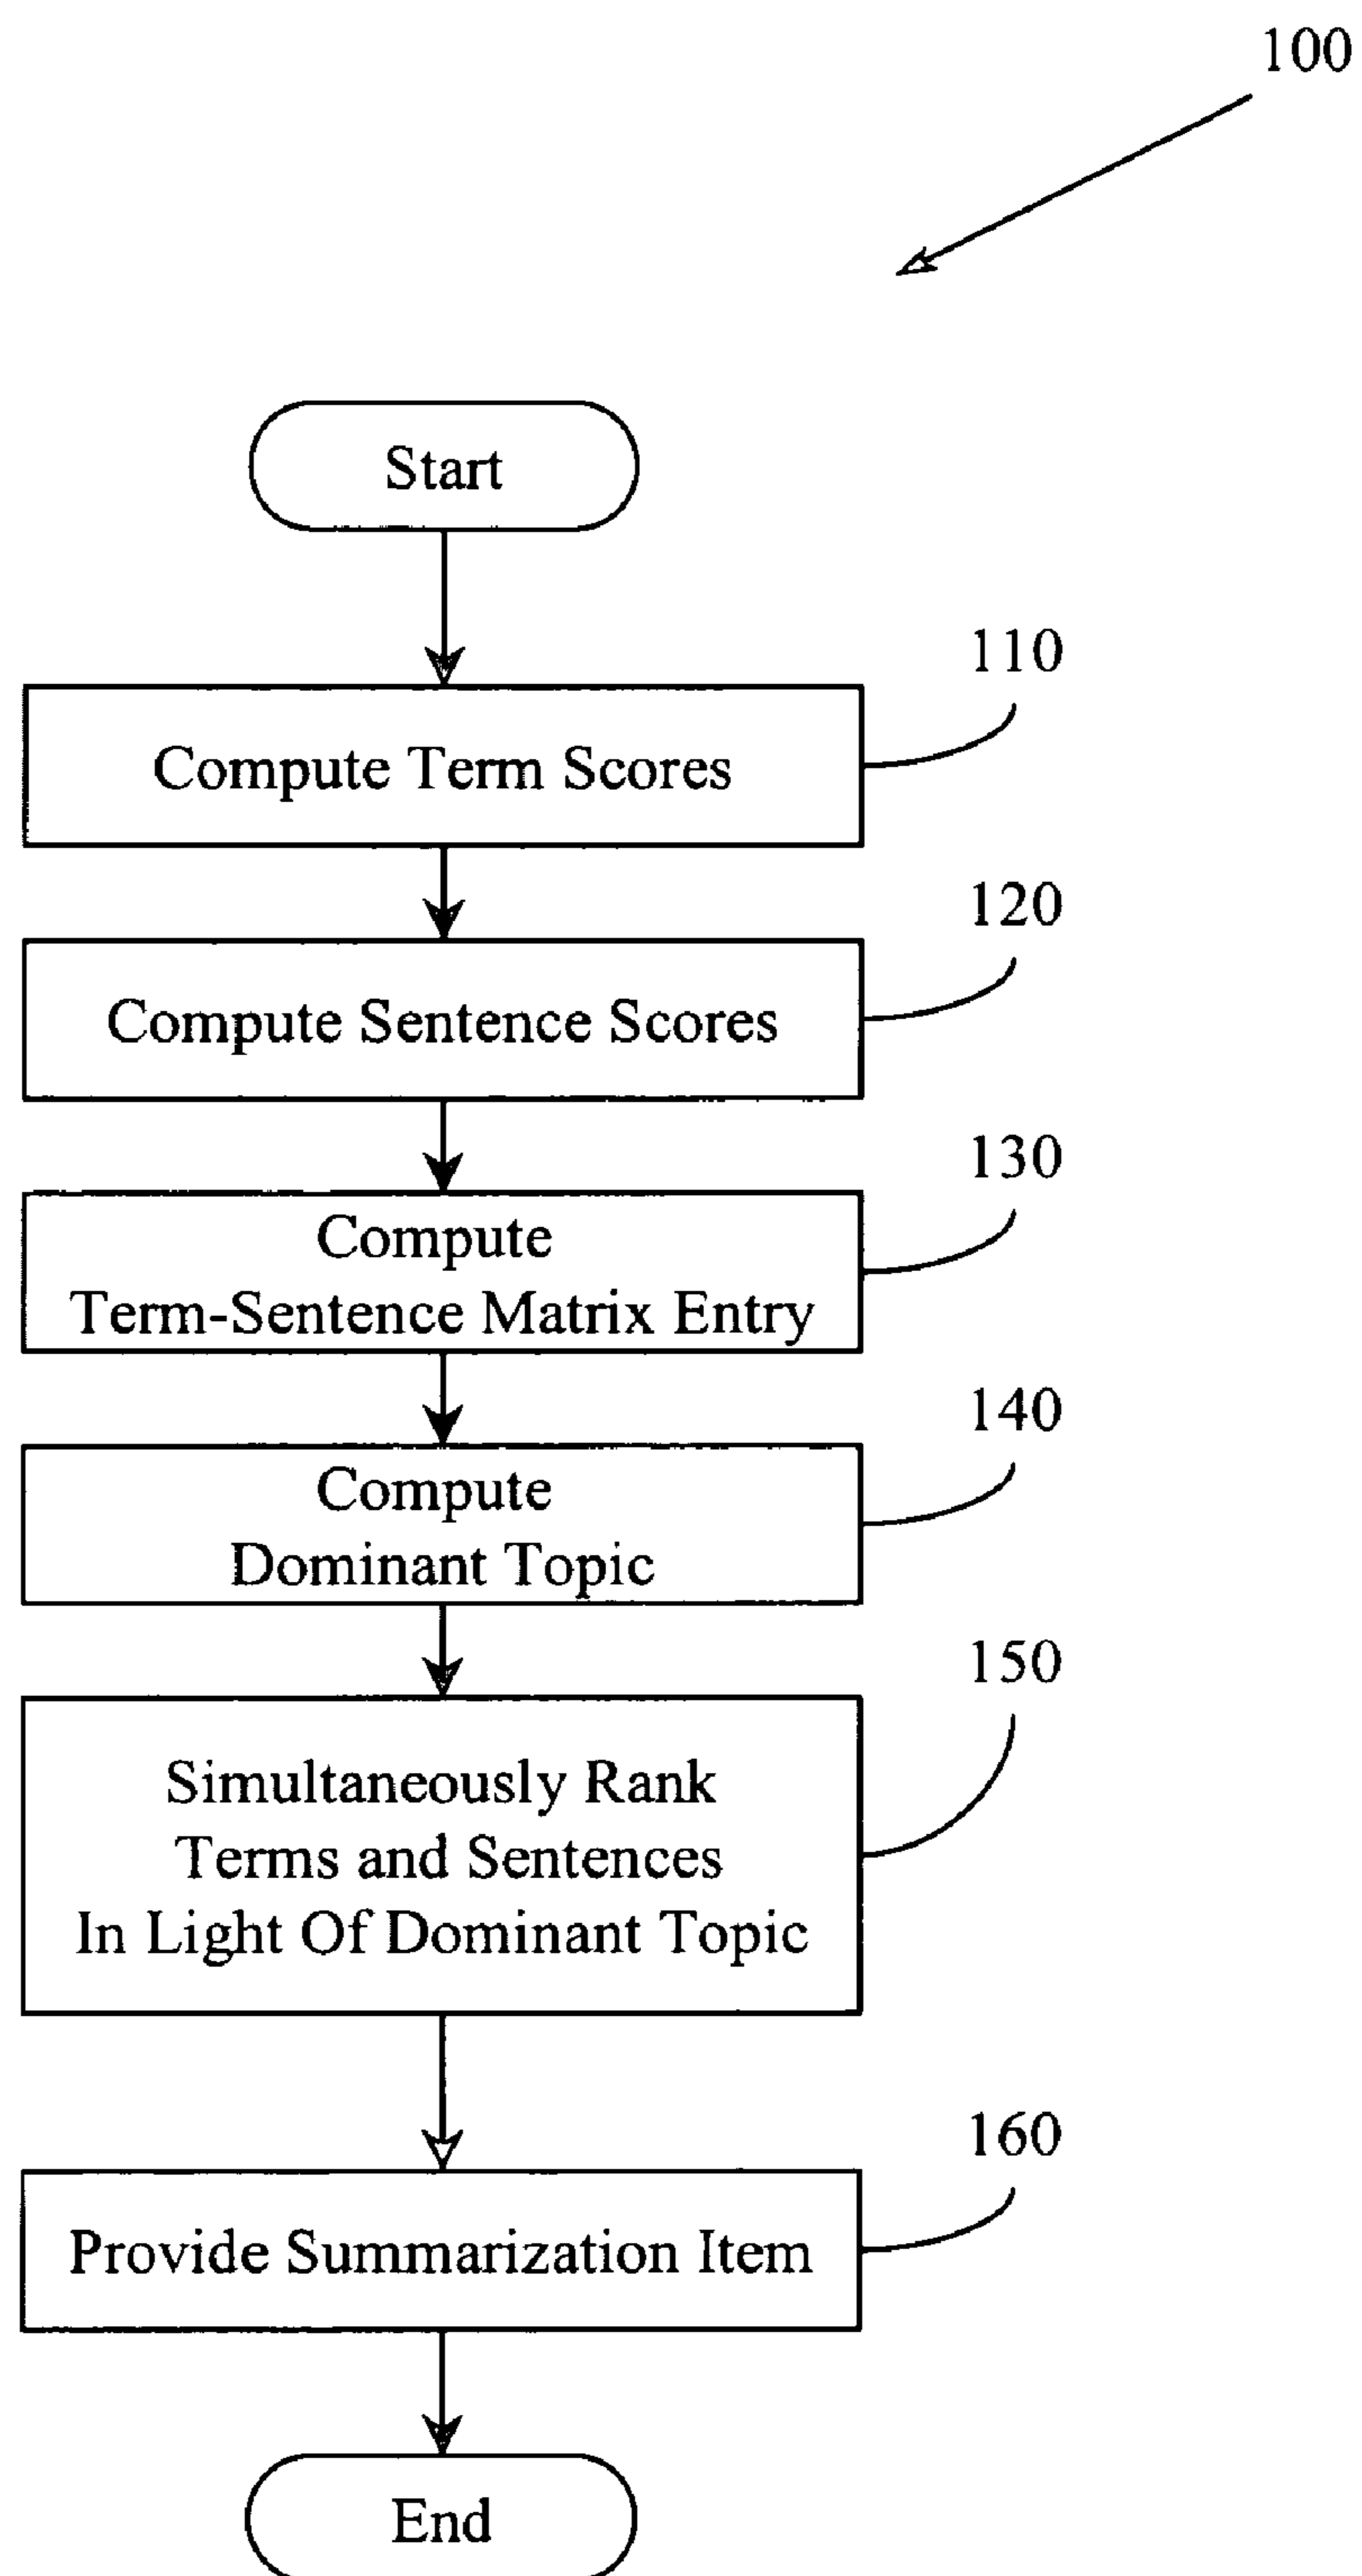 100
Start
110
Compute Term Scores
120
Compute Sentence Scores
130
Compute
Term-Sentence Matrix Entry
140
Compute
Dominant Topic
150
Simultaneously Rank
Terms and Sentences
In Light Of Dominant Topic
160
Provide Summarization Item
End